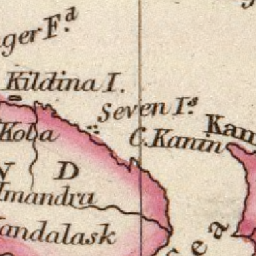 ger F.d
Kildina I.
Seven I.s
Kola
C. Kanin
Kan
N D
Imandra
andalask
Sea